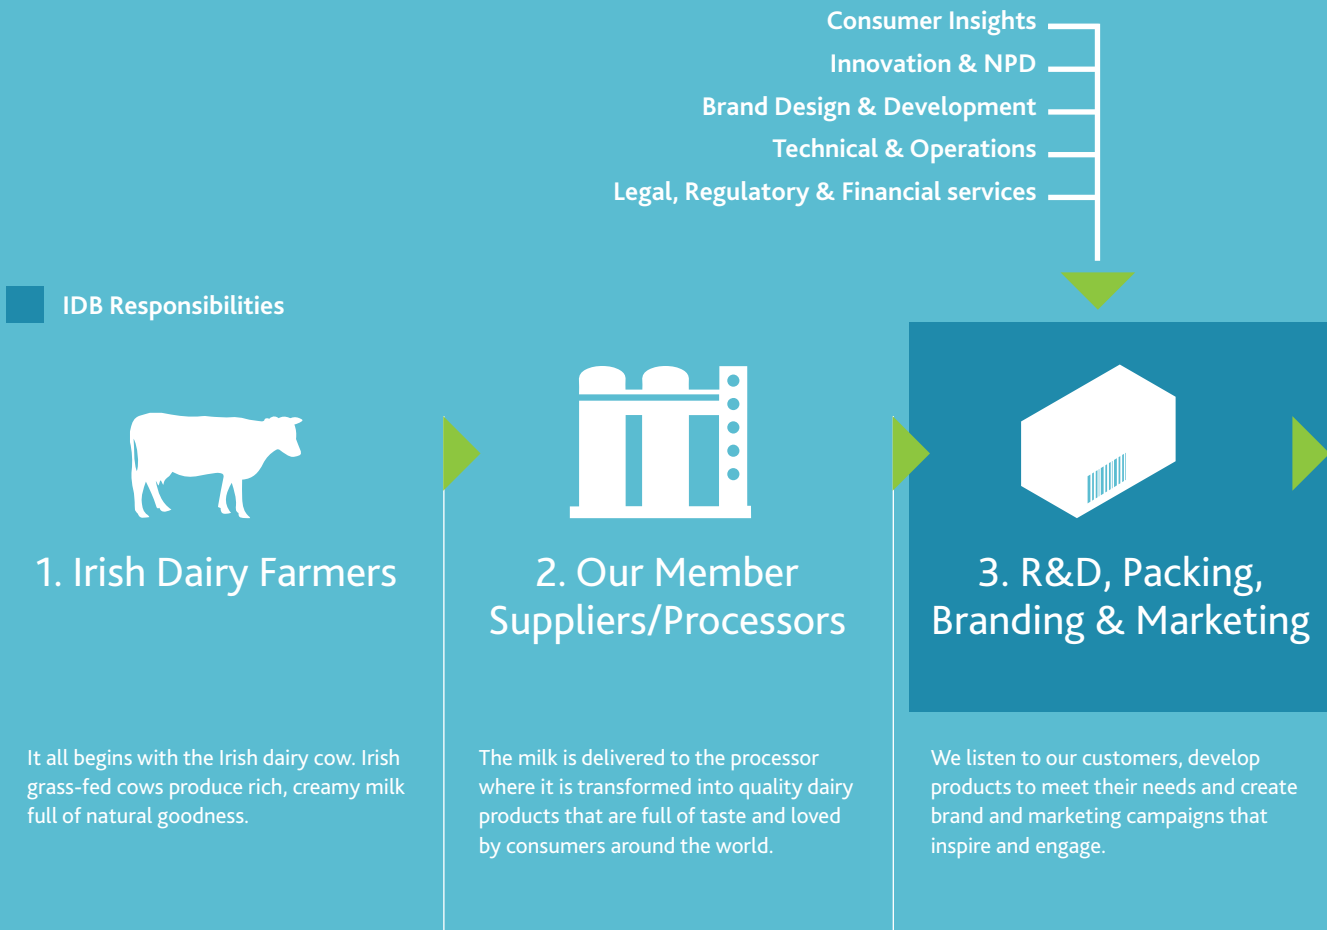 Consumer Insights
Innovation & NPD
Brand Design & Development
Technical & Operations
Legal, Regulatory & Financial services
IDB Responsibilities
1. Irish Dairy Farmers
It all begins with the Irish dairy cow. Irish
grass-fed cows produce rich, creamy milk
full of natural goodness.
2. Our Member
Suppliers/Processors
The milk is delivered to the processor
where it is transformed into quality dairy
products that are full of taste and loved
by consumers around the world.
3. R&D, Packing,
Branding & Marketing
We listen to our customers, develop
products to meet their needs and create
brand and marketing campaigns that
inspire and engage.